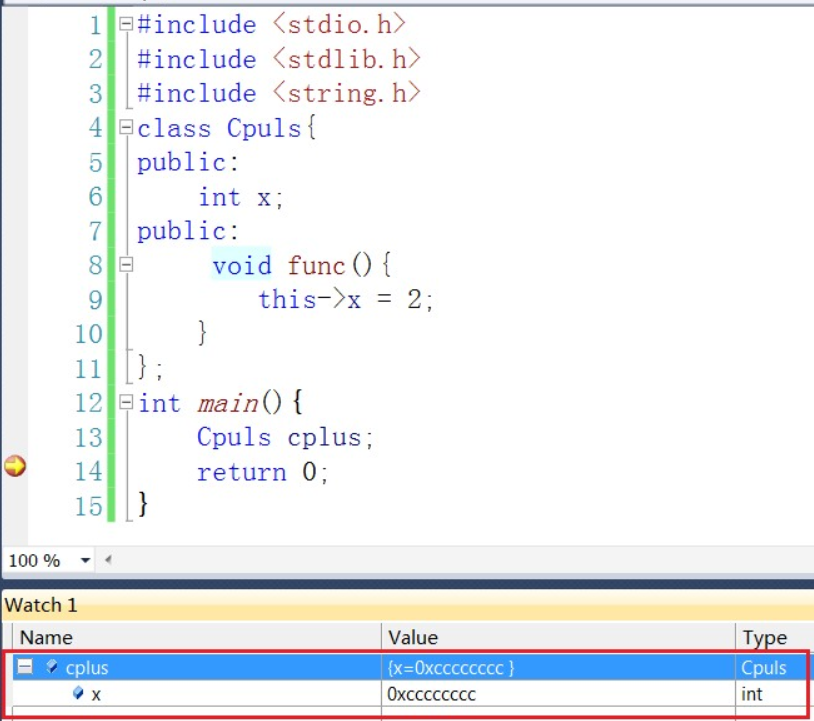 1 #include <stdio.h>
2 #include <stdlib.h>
3 #include <string.h>
4 class Cpuls{
5 public:
6 int x;
7 public:
8 void func(){
9 this->x = 2;
10 }
11 };
12 int main(){
13 Cpuls cplus;
14 return 0;
15 }
100 %
Watch 1
Name Value Type
cplus {x=0xcccccccc } Cpuls
x 0xcccccccc int